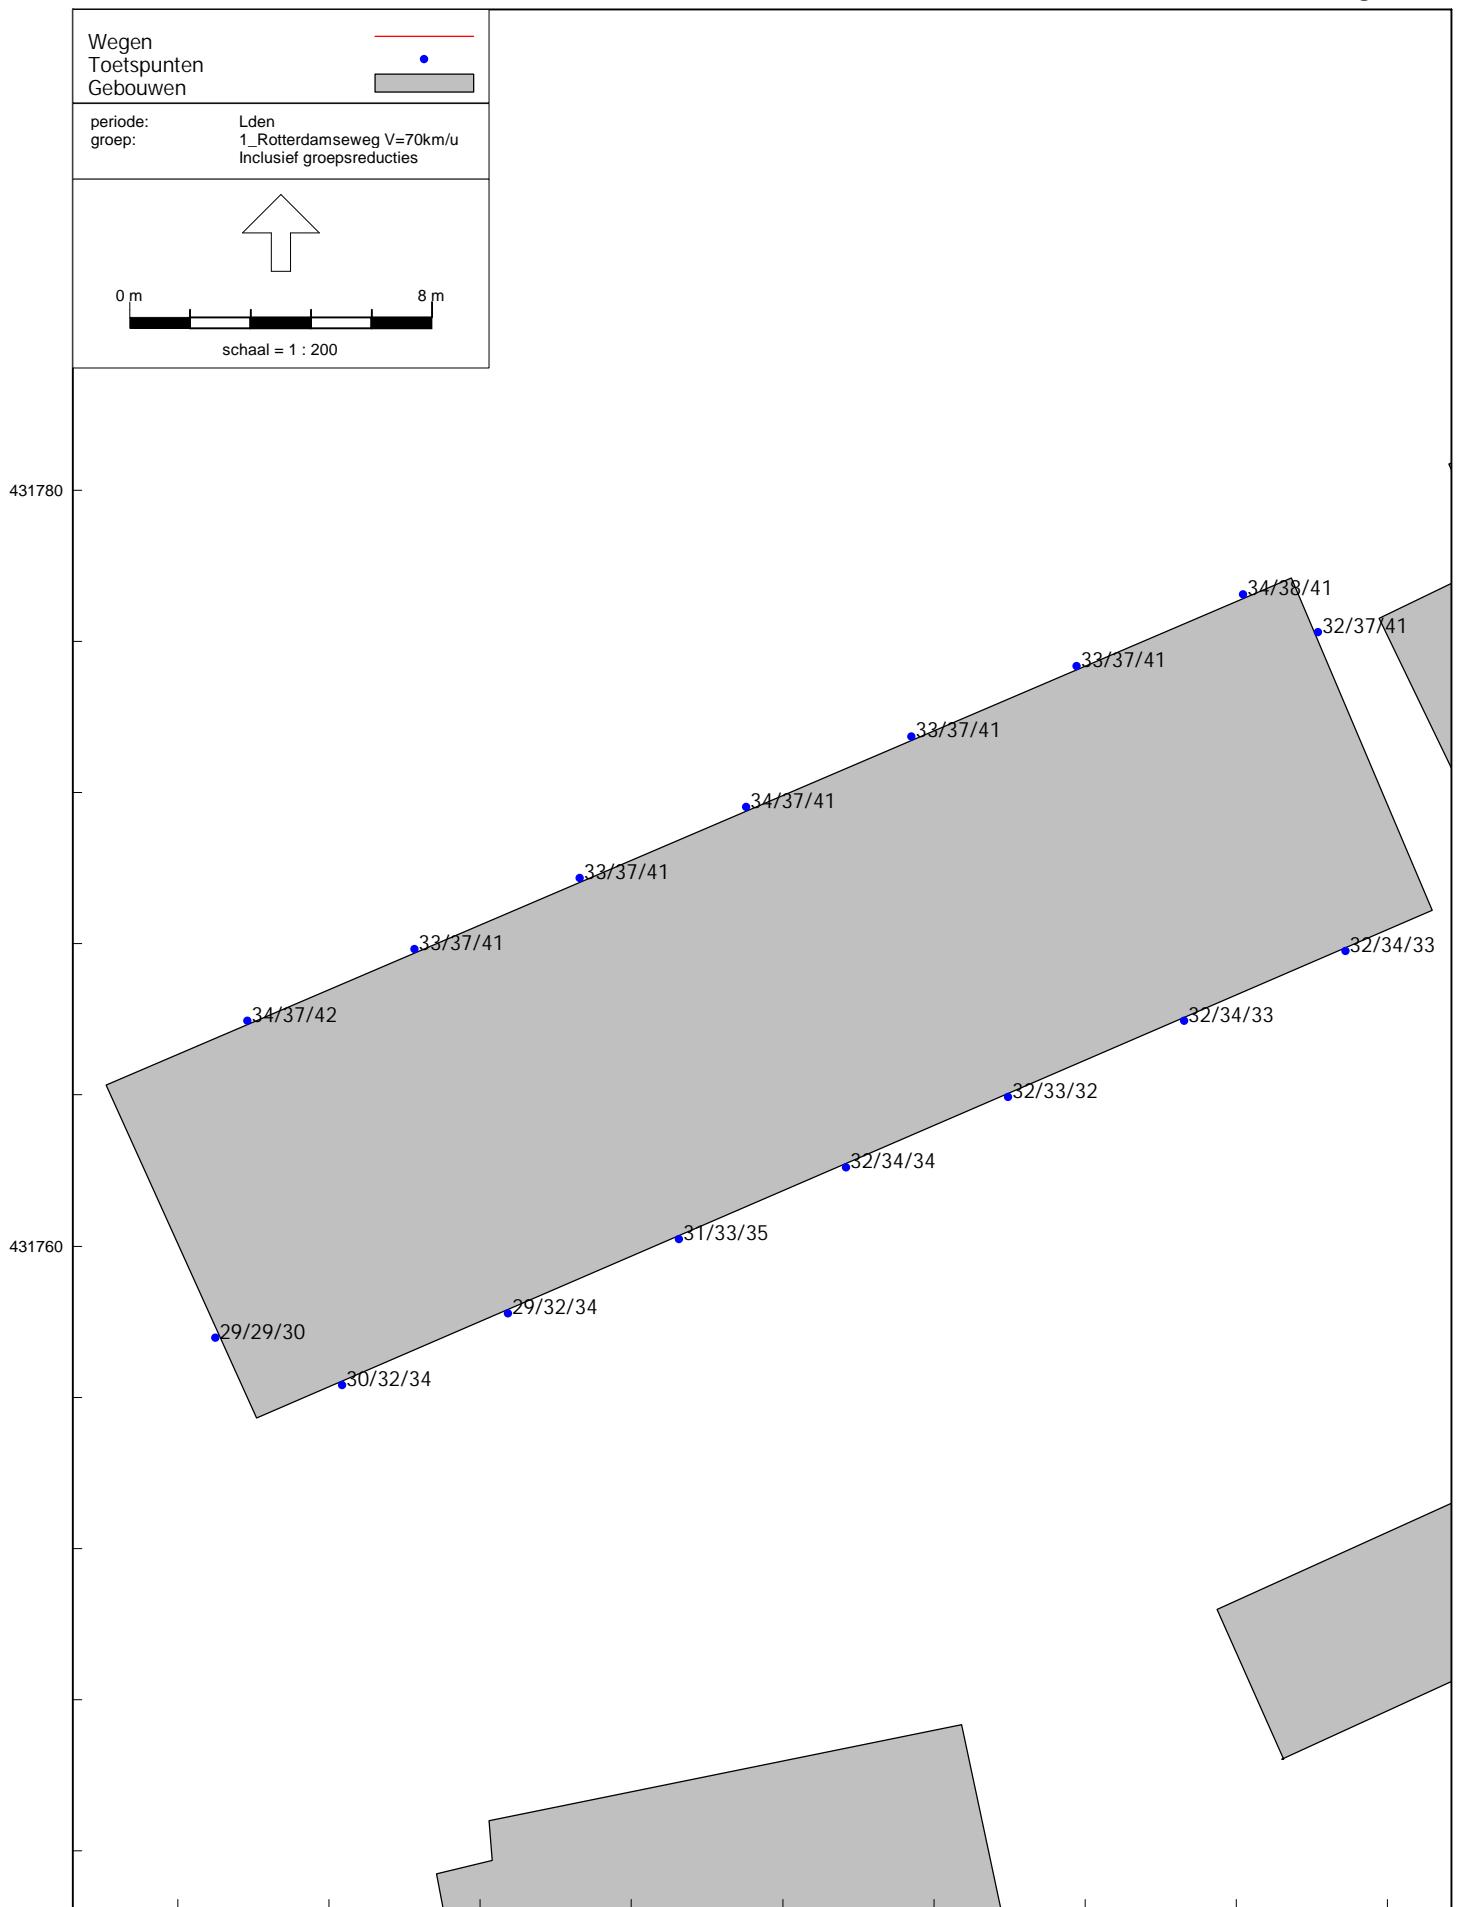 Wegen
Toetspunten
Gebouwen
periode: Lden
groep: 1_Rotterdamseweg V=70km/u
Inclusief groepsreducties
0 m 8 m
schaal = 1 : 200
431780
34/38/41
32/37/41
33/37/41
33/37/41
34/37/41
33/37/41
33/37/41
32/34/33
34/37/42
32/34/33
32/33/32
32/34/34
31/33/35
431760
29/32/34
29/29/30
30/32/34